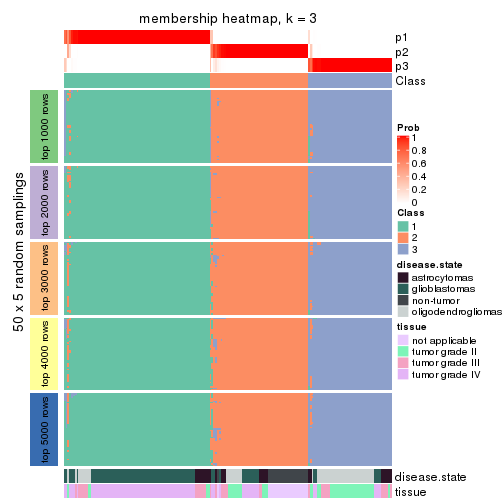 membership heatmap, k = 3
p1
p2
p3
Class
50 x 5 random samplings
top 1000 rows
top 2000 rows
top 3000 rows
top 4000 rows
top 5000 rows
Prob
1
0.8
0.6
0.4
0.2
0
Class
1
2
3
disease.state
astrocytomas
glioblastomas
non-tumor
oligodendrogliomas
tissue
not applicable
tumor grade II
tumor grade III
tumor grade IV
disease.state
tissue